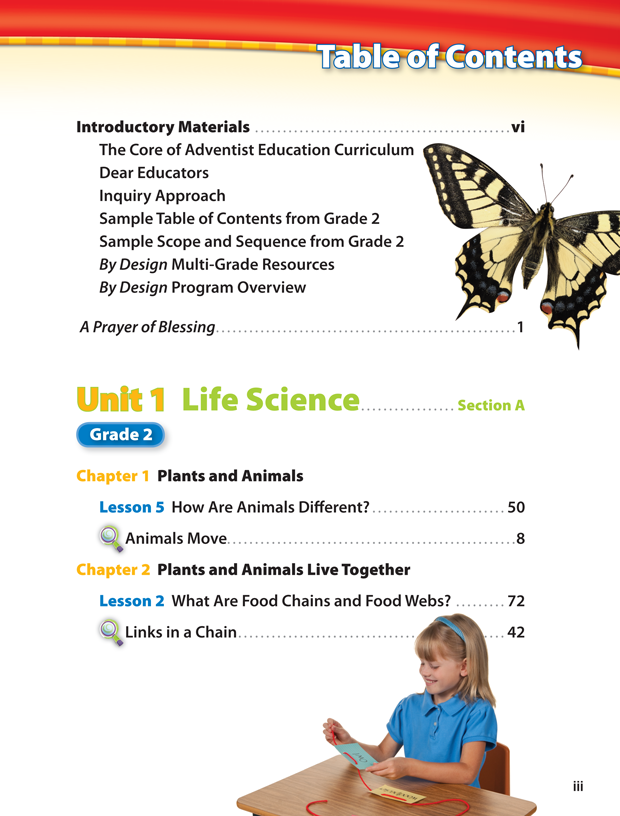 Table of Contents
Introductory Materials ............................................. vi
The Core of Adventist Education Curriculum
Dear Educators
Inquiry Approach
Sample Table of Contents from Grade 2
Sample Scope and Sequence from Grade 2
By Design Multi-Grade Resources
By Design Program Overview
A Prayer of Blessing ..................................................... 1
Unit 1 Life Science ................. Section A
Grade 2
Chapter 1 Plants and Animals
Lesson 5 How Are Animals Different? ........................ 50
Animals Move .................................................... 8
Chapter 2 Plants and Animals Live Together
Lesson 2 What Are Food Chains and Food Webs? ......... 72
Links in a Chain ................................................ 42
iii